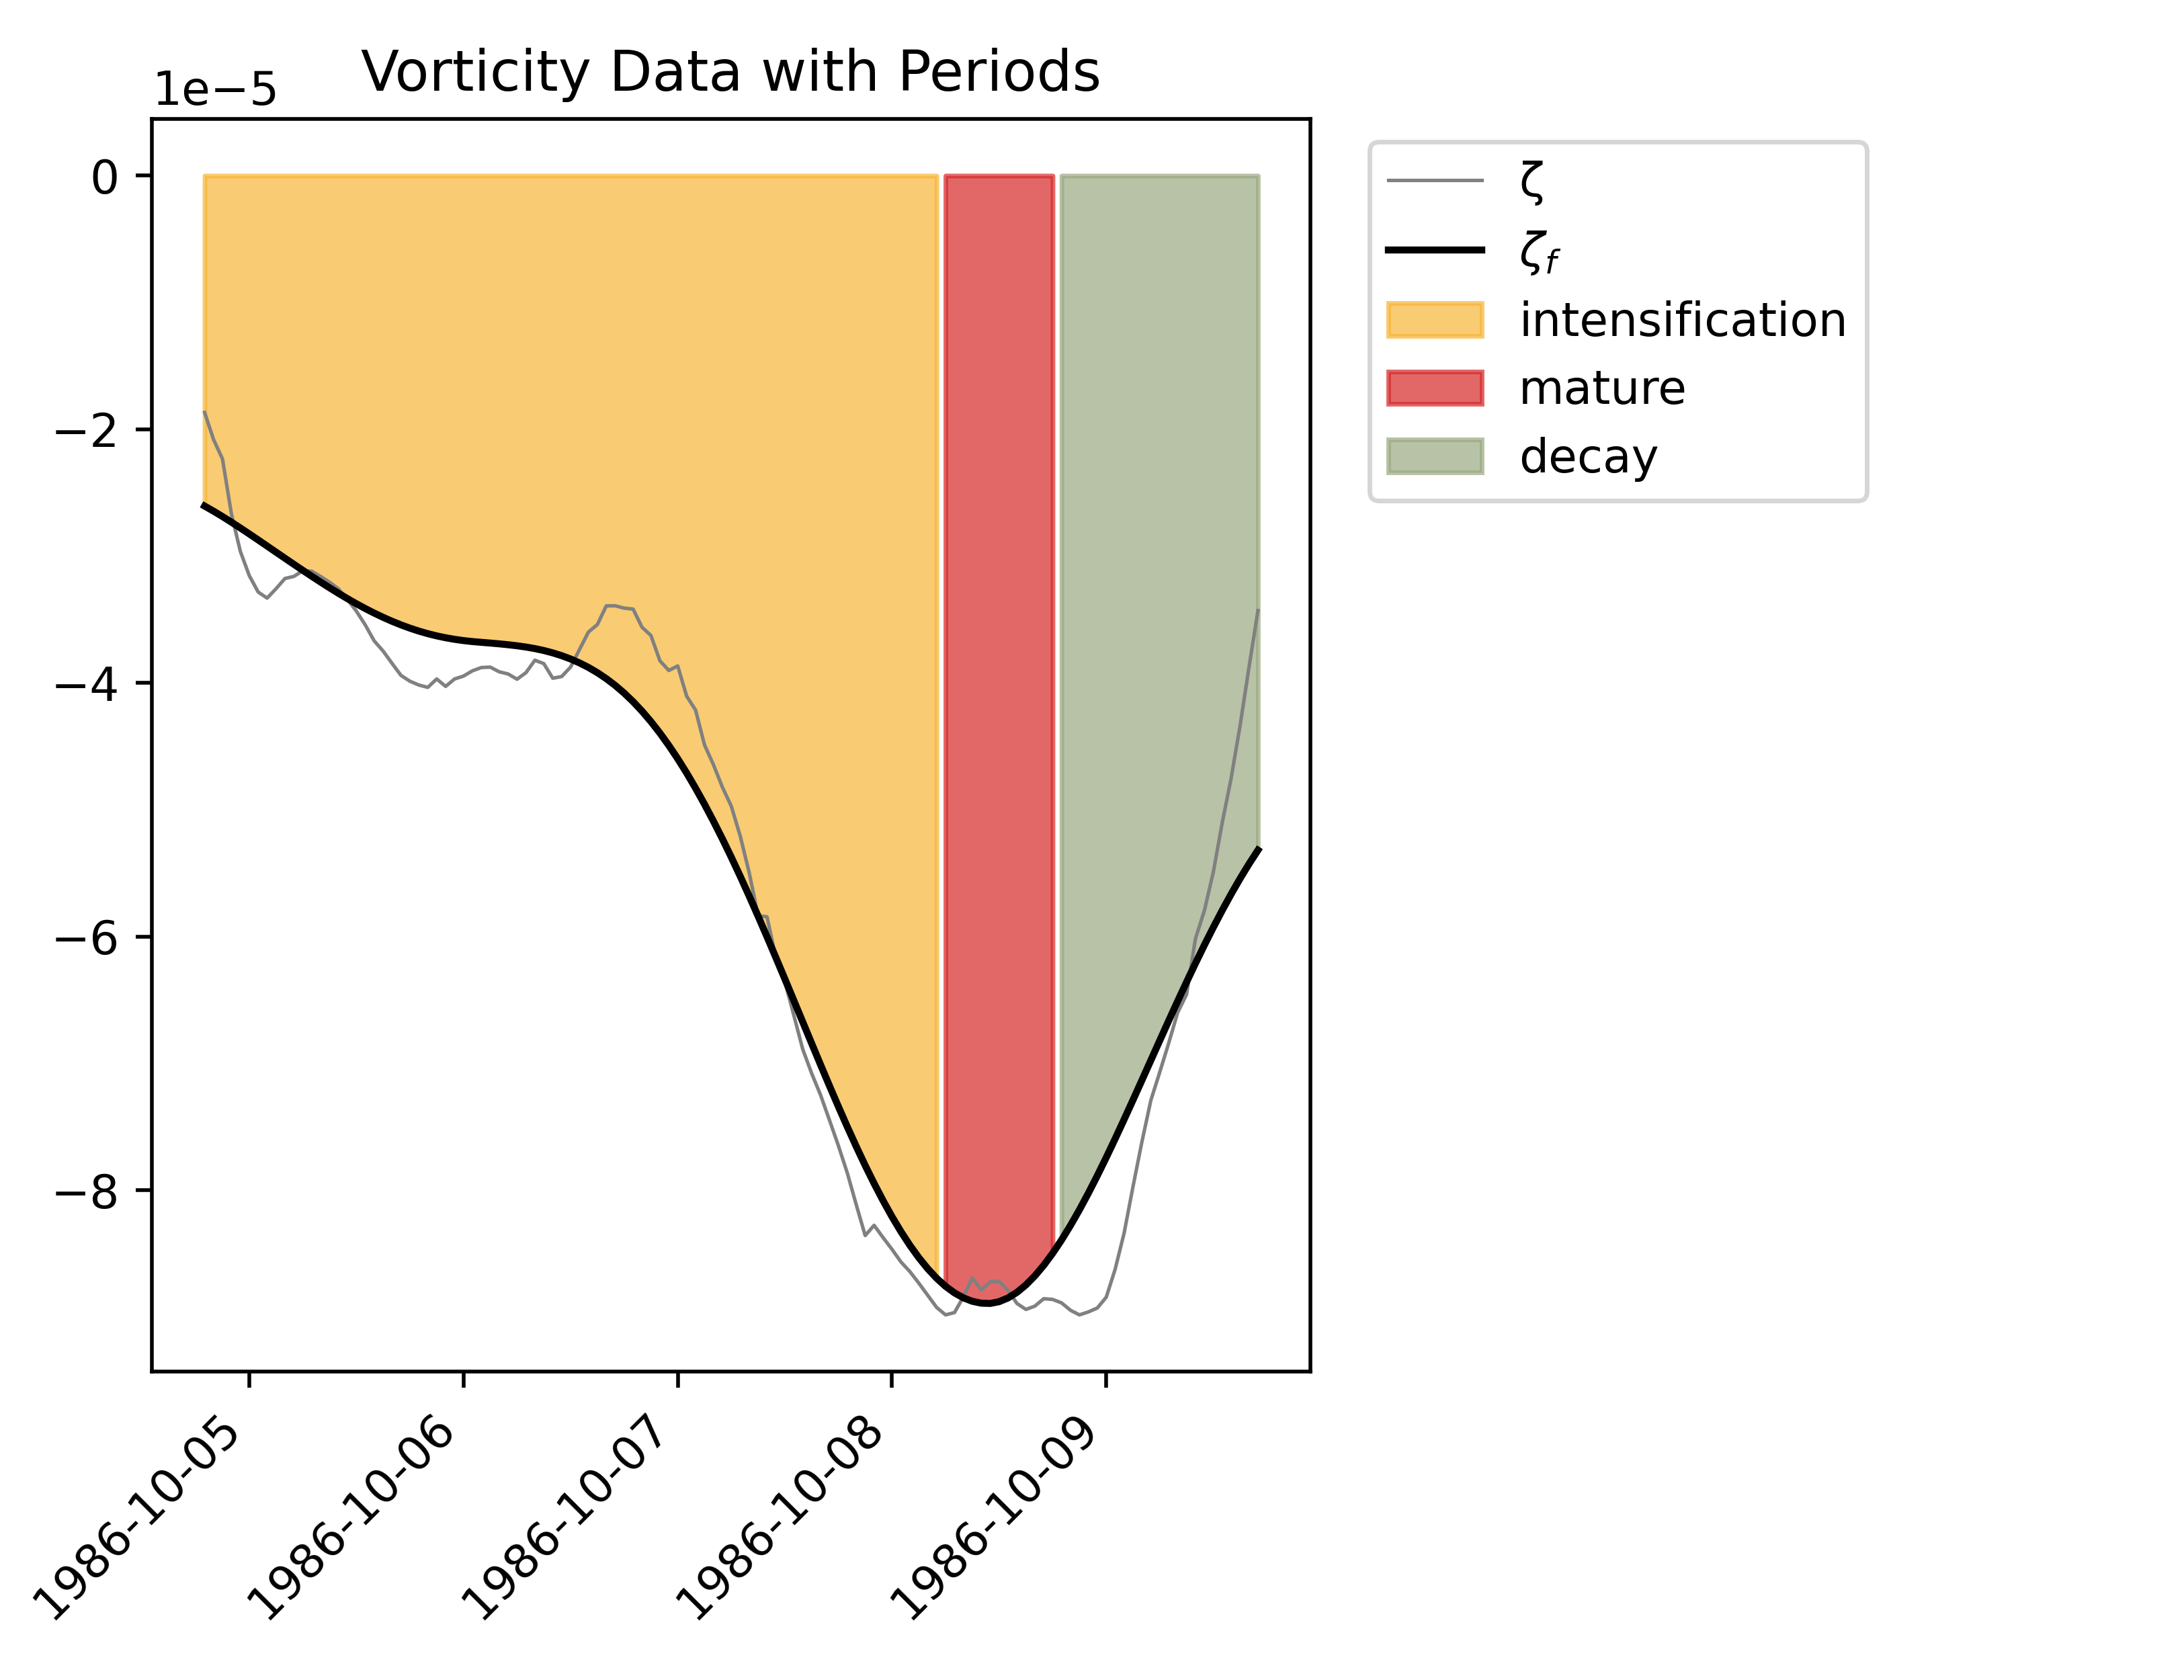 Vorticity Data with Periods
1e−5
0
−2
−4
−6
−8
1986-10-05
1986-10-06
1986-10-07
1986-10-08
1986-10-09
ζ
ζf
intensification
mature
decay